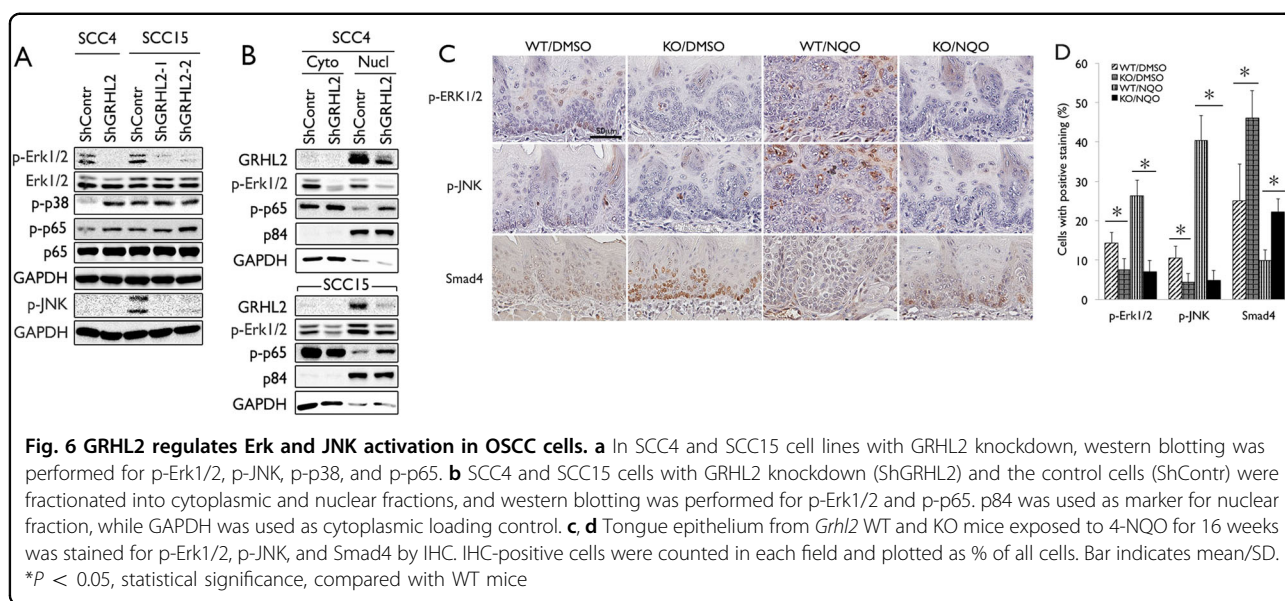 A
SCC4 SCC15
ShContr
ShGRHL2
ShContr
ShGRHL2-1
ShGRHL2-2
p-Erk1/2
Erk1/2
p-p38
p-p65
p65
GAPDH
p-JNK
GAPDH
B
SCC4
Cyto Nucl
ShContr
ShGRHL2
ShContr
ShGRHL2
GRHL2
p-Erk1/2
p-p65
p84
GAPDH
SCC15
GRHL2
p-Erk1/2
p-p65
p84
GAPDH
C
WT/DMSO KO/DMSO WT/NQO KO/NQO
p-ERK1/2
50μm
p-JNK
Smad4
D
WT/DMSO
KO/DMSO
WT/NQO
KO/NQO
Cells with positive staining (%)
60
50
40
30
20
10
0
* * * * * *
p-Erk1/2 p-JNK Smad4
Fig. 6 GRHL2 regulates Erk and JNK activation in OSCC cells. a In SCC4 and SCC15 cell lines with GRHL2 knockdown, western blotting was
performed for p-Erk1/2, p-JNK, p-p38, and p-p65. b SCC4 and SCC15 cells with GRHL2 knockdown (ShGRHL2) and the control cells (ShContr) were
fractionated into cytoplasmic and nuclear fractions, and western blotting was performed for p-Erk1/2 and p-p65. p84 was used as marker for nuclear
fraction, while GAPDH was used as cytoplasmic loading control. c, d Tongue epithelium from Grhl2 WT and KO mice exposed to 4-NQO for 16 weeks
was stained for p-Erk1/2, p-JNK, and Smad4 by IHC. IHC-positive cells were counted in each field and plotted as % of all cells. Bar indicates mean/SD.
*P < 0.05, statistical significance, compared with WT mice